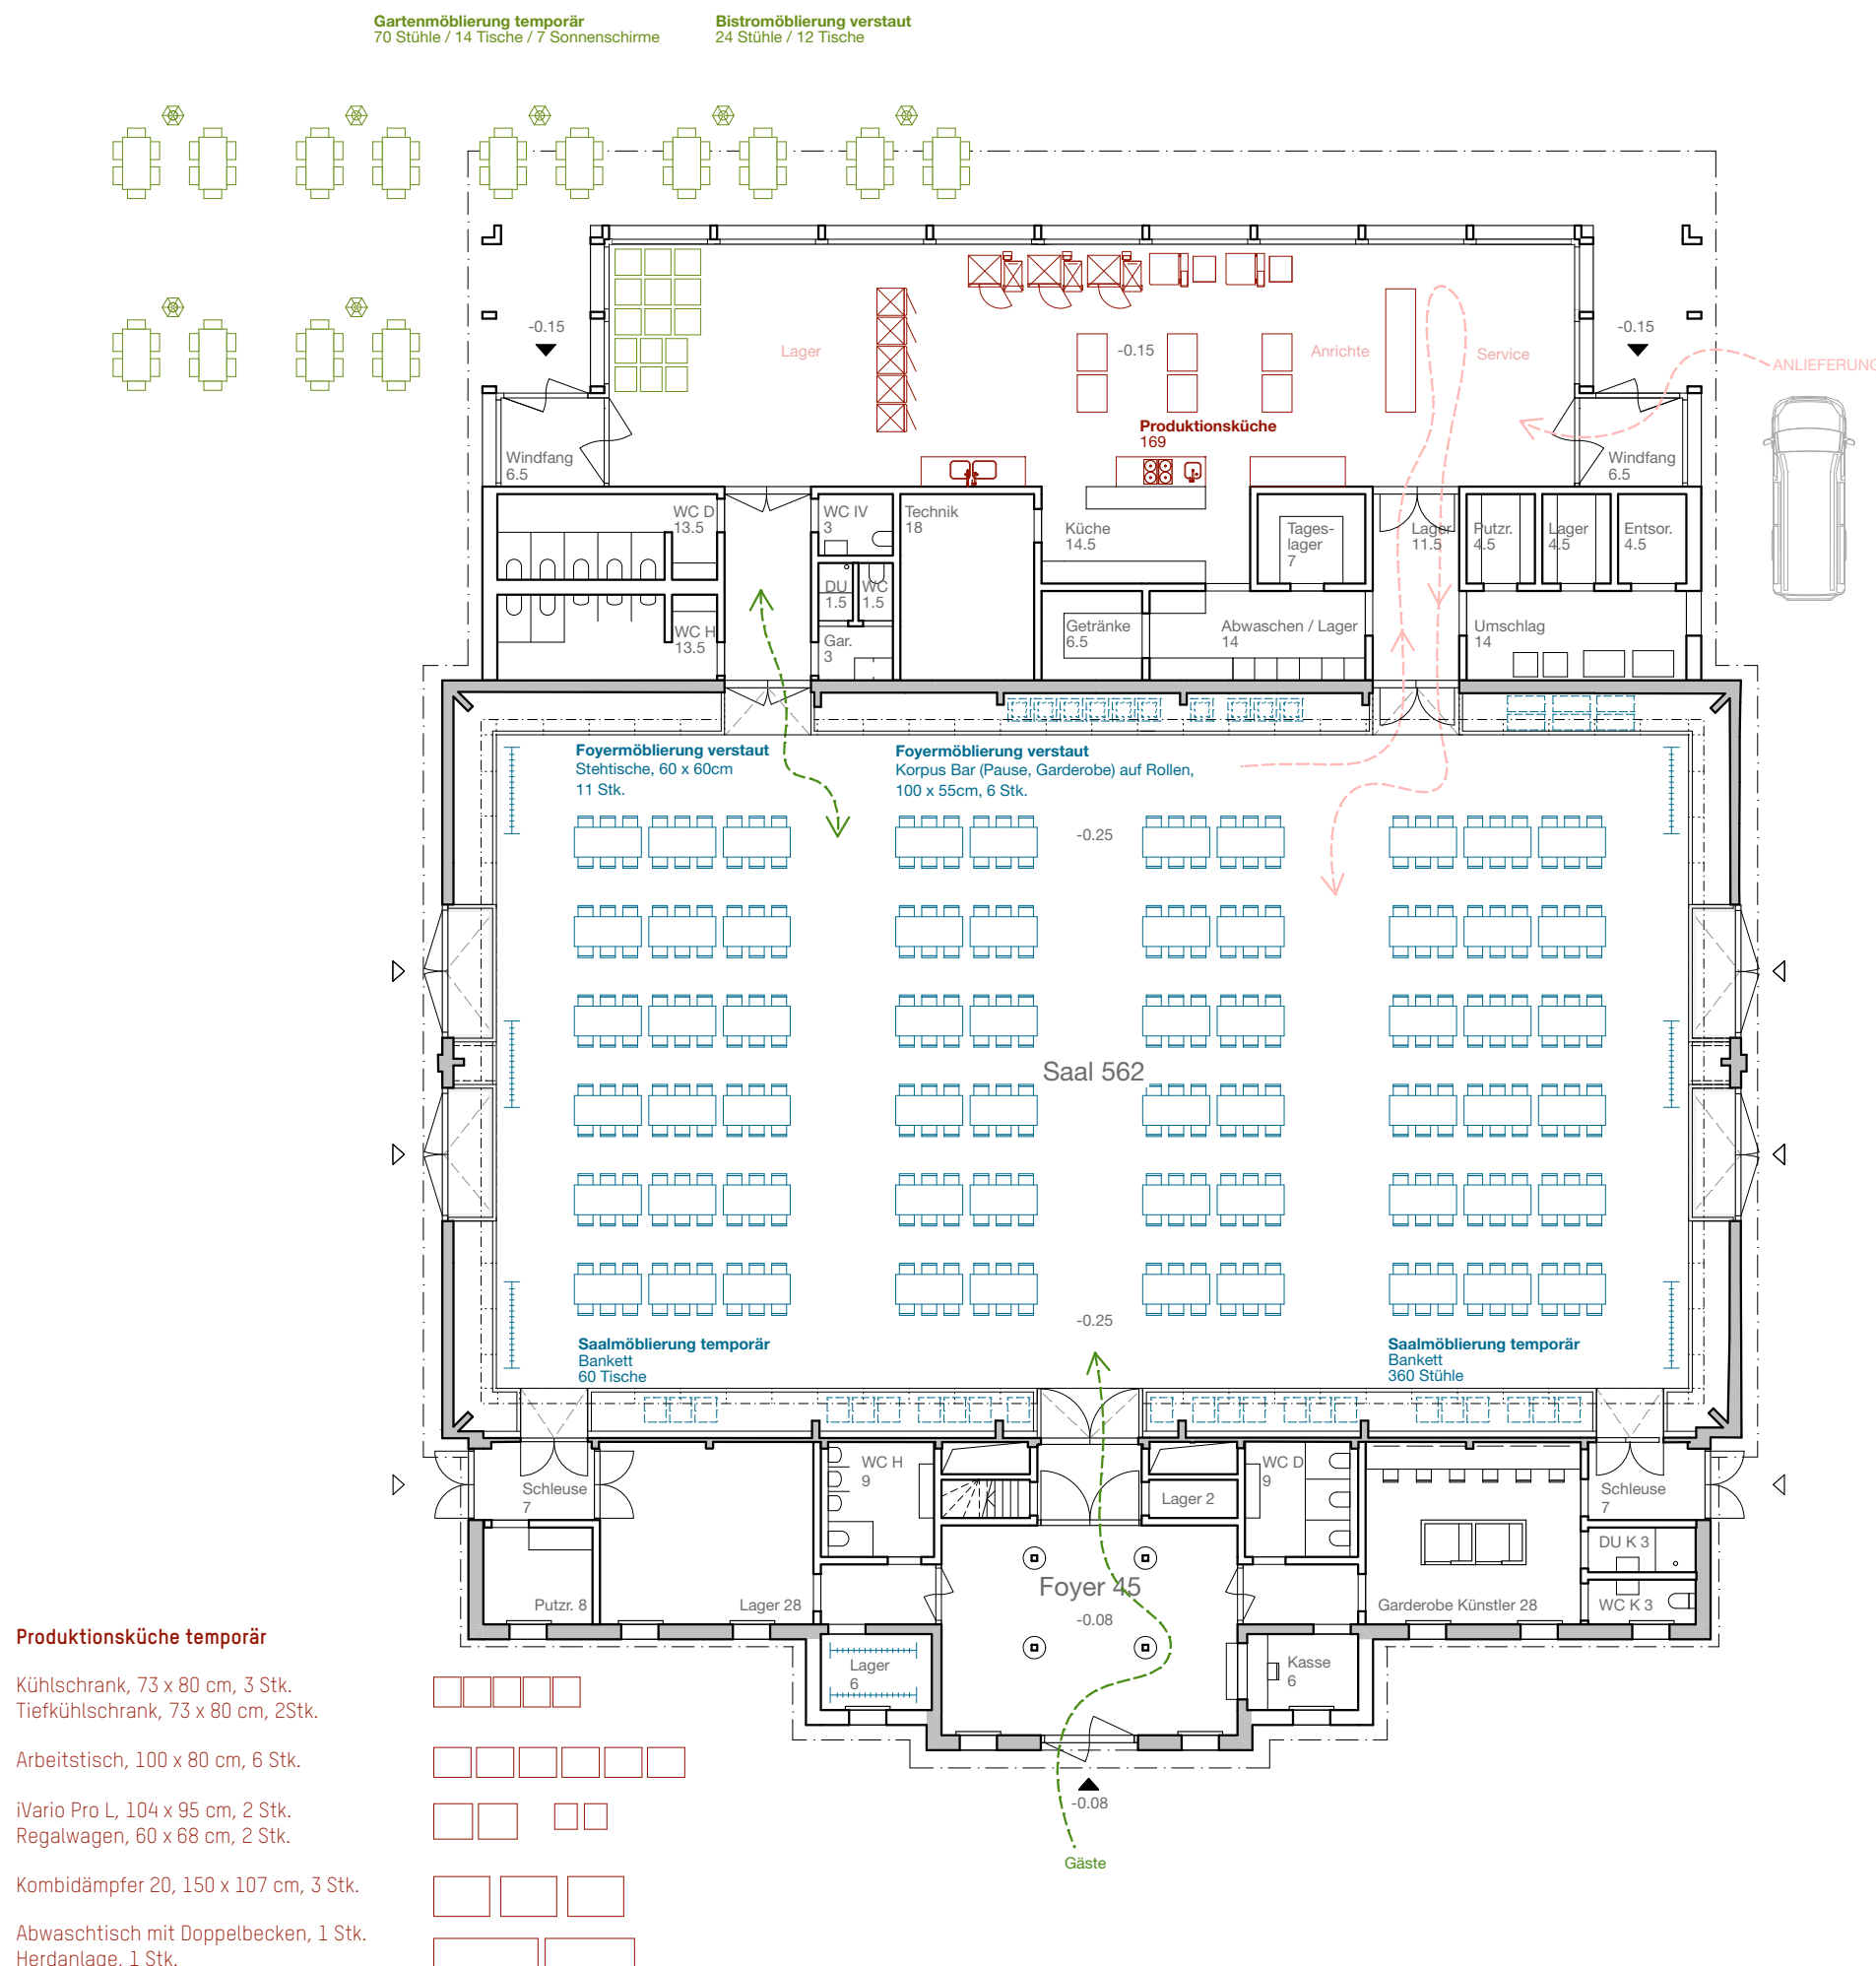 Gartenmöblierung temporär
70 Stühle / 14 Tische / 7 Sonnenschirme
Bistromöblierung verstaut
24 Stühle / 12 Tische
-0.15
-0.15
-0.15
Lager
Anrichte
Service
ANLIEFERUNG
Produktionsküche
169
Windfang
6.5
Windfang
6.5
WC D
13.5
WC IV
3
Technik
18
Küche
14.5
Tages-
lager
7
Lager
11.5
Putzr.
4.5
Lager
4.5
Entsor.
4.5
DU
1.5
WC
1.5
WC H
13.5
Gar.
3
Getränke
6.5
Abwaschen / Lager
14
Umschlag
14
Foyermöblierung verstaut
Stehtische, 60 x 60cm
11 Stk.
Foyermöblierung verstaut
Korpus Bar (Pause, Garderobe) auf Rollen,
100 x 55cm, 6 Stk.
-0.25
Saal 562
-0.25
Saalmöblierung temporär
Bankett
60 Tische
Saalmöblierung temporär
Bankett
360 Stühle
Schleuse
7
WC H
9
Lager 2
WC D
9
Schleuse
7
DU K 3
Putzr. 8
Lager 28
Foyer 45
-0.08
Garderobe Künstler 28
WC K 3
Lager
6
Kasse
6
-0.08
Gäste
Produktionsküche temporär
Kühlschrank, 73 x 80 cm, 3 Stk.
Tiefkühlschrank, 73 x 80 cm, 2Stk.
Arbeitstisch, 100 x 80 cm, 6 Stk.
iVario Pro L, 104 x 95 cm, 2 Stk.
Regalwagen, 60 x 68 cm, 2 Stk.
Kombidämpfer 20, 150 x 107 cm, 3 Stk.
Abwaschtisch mit Doppelbecken, 1 Stk.
Herdanlage, 1 Stk.